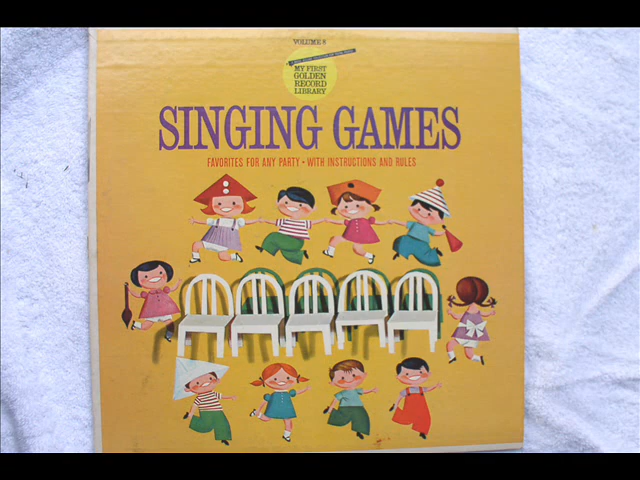 VOLUME 8
MY FIRST
GOLDEN
RECORD
LIBRARY
SINGING GAMES
FAVORITES FOR ANY PARTY • WITH INSTRUCTIONS AND RULES